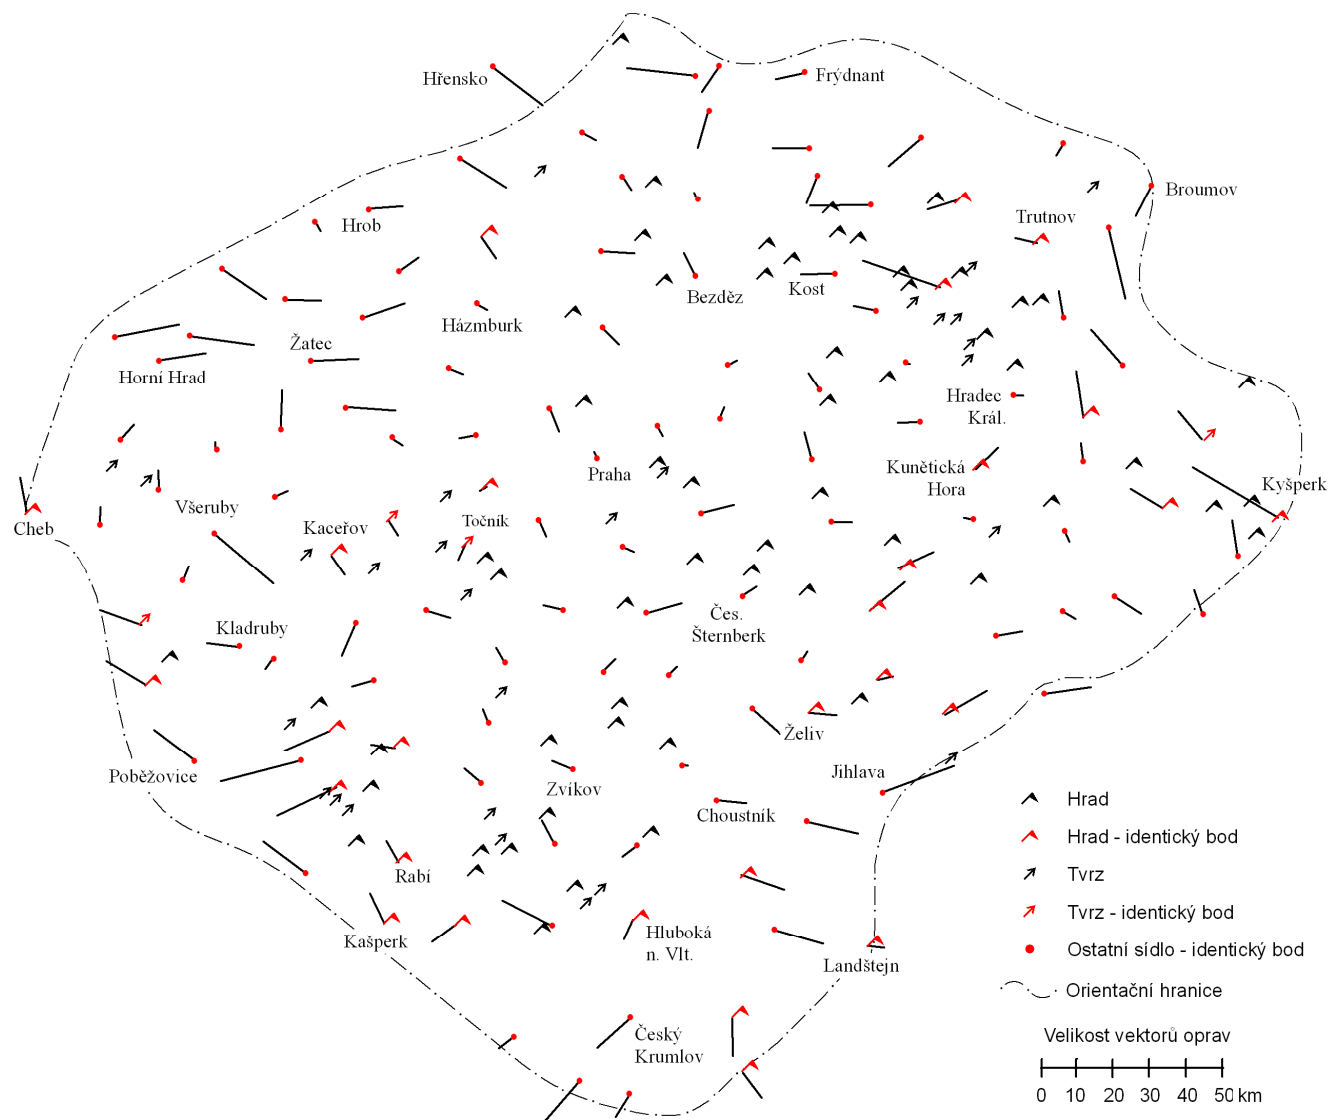 Hřensko
Frýdnant
Broumov
Hrob
Trutnov
Bezděz
Kost
Házmburk
Žatec
Horní Hrad
Hradec
Král.
Praha
Kunětická
Hora
Kyšperk
Všeruby
Cheb
Kaceřov
Točník
Čes.
Šternberk
Kladruby
Želiv
Poběžovice
Jihlava
Zvíkov
Choustník
Rabí
Kašperk
Hluboká
n. Vlt.
Landštejn
Český
Krumlov
Hrad
Hrad - identický bod
Tvrz
Tvrz - identický bod
Ostatní sídlo - identický bod
Orientační hranice
Velikost vektorů oprav
0 10 20 30 40 50 km